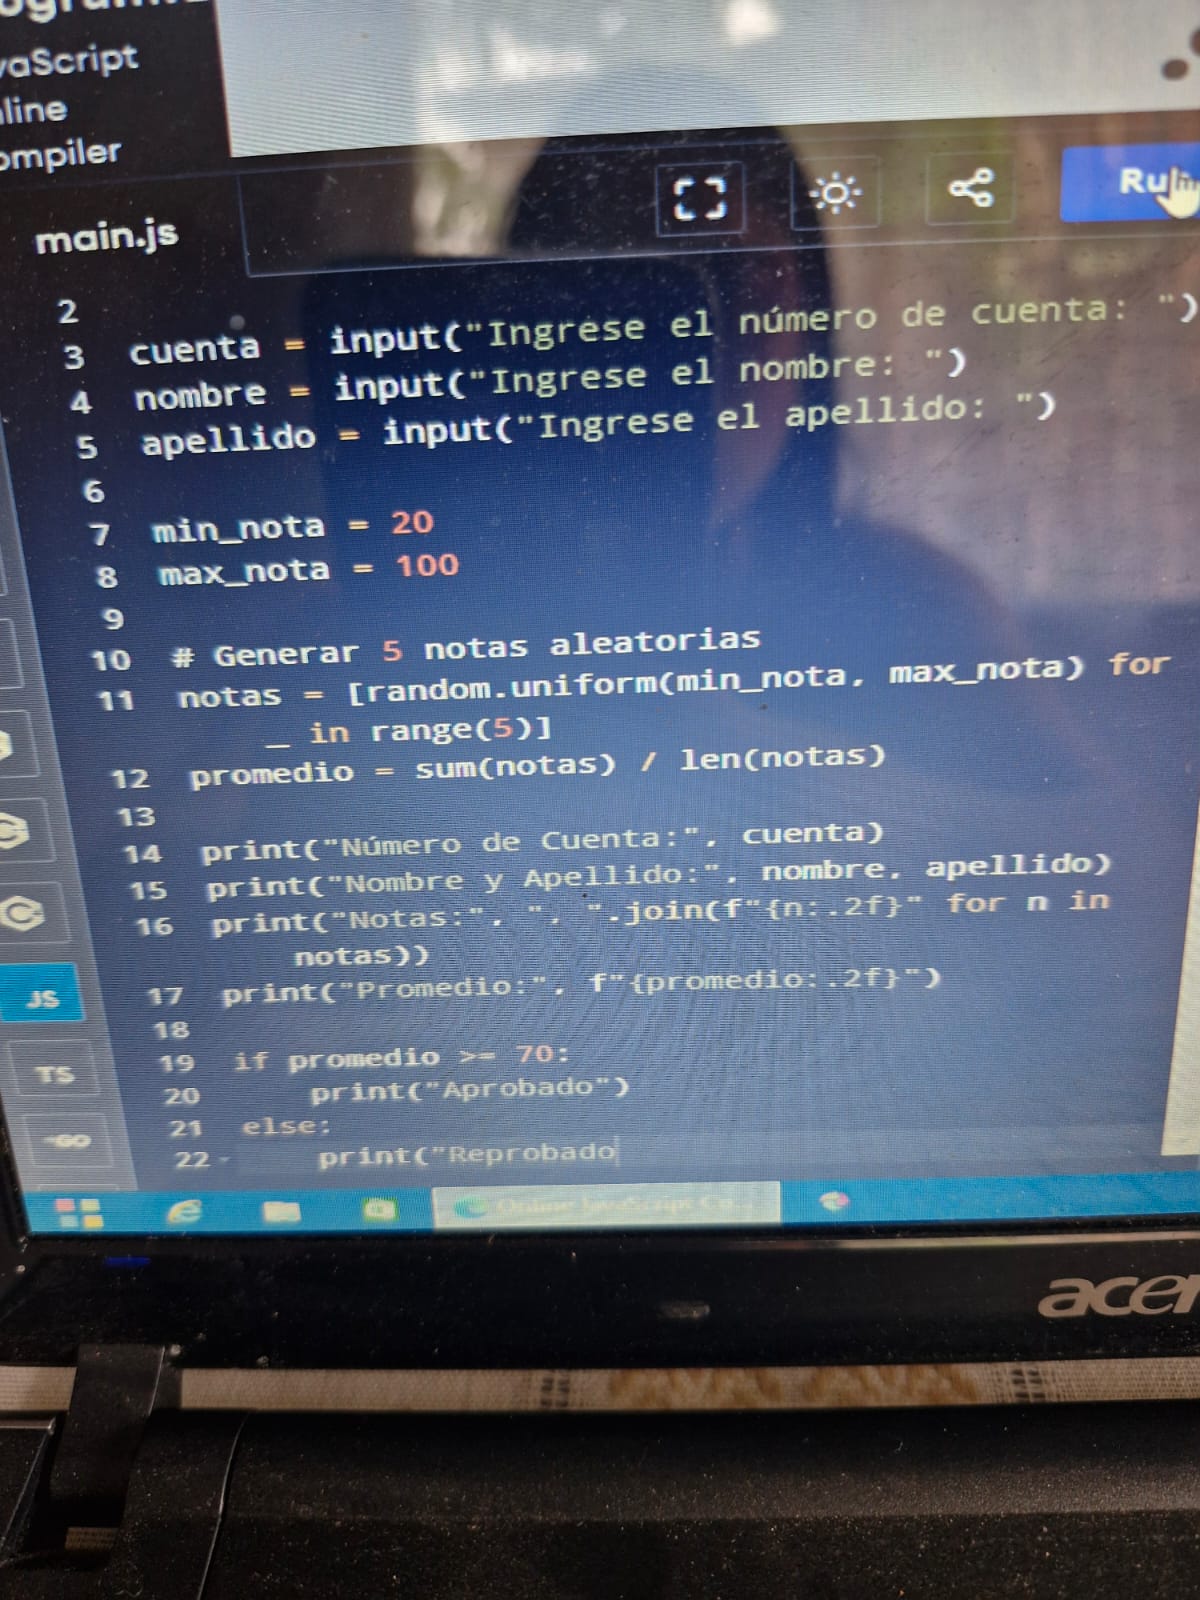 vaScript
nline
ompiler
main.js
2
3 cuenta = input("Ingrese el número de cuenta: ")
4 nombre = input("Ingrese el nombre: ")
5 apellido = input("Ingrese el apellido: ")
6
7 min_nota = 20
8 max_nota = 100
9
10 # Generar 5 notas aleatorias
11 notas = [random.uniform(min_nota, max_nota) for
_ in range(5)]
12 promedio = sum(notas) / len(notas)
13
14 print("Número de Cuenta:", cuenta)
15 print("Nombre y Apellido:", nombre, apellido)
16 print("Notas:", ", ".join(f"{n:.2f}" for n in
notas))
17 print("Promedio:", f"{promedio:.2f}")
18
19 if promedio >= 70:
20 print("Aprobado")
21 else:
22 print("Reprobado
JS
TS
GO
Online JavaScript Co...
acer